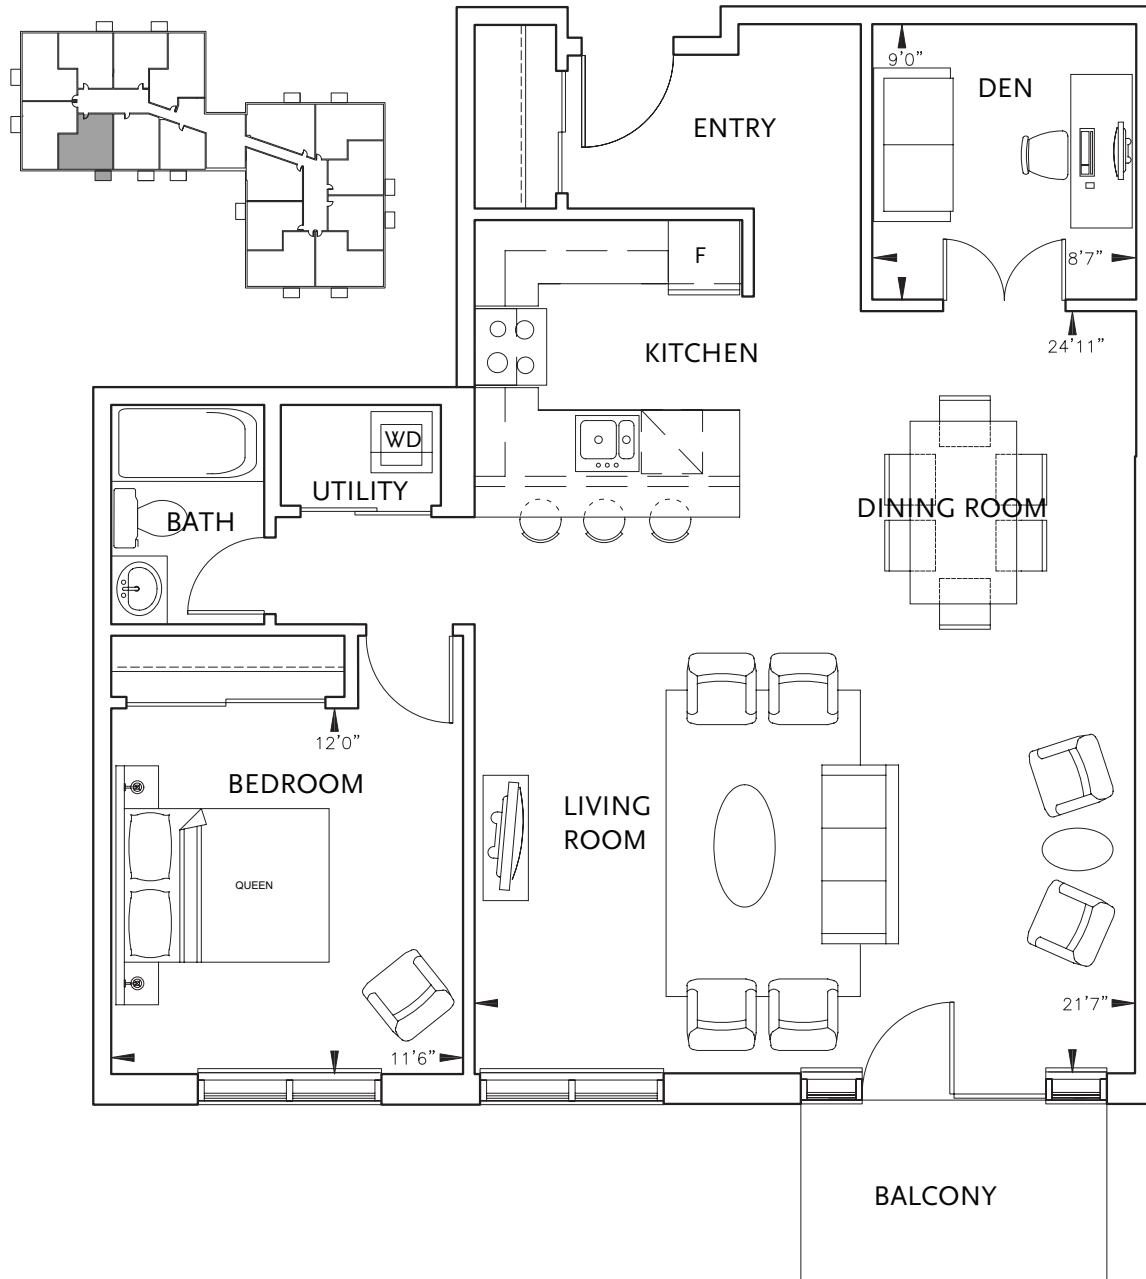 9'0"
DEN
ENTRY
F
8'7"
KITCHEN
24'11"
WD
UTILITY
BATH
DINING ROOM
12'0"
BEDROOM
LIVING
ROOM
QUEEN
21'7"
11'6"
BALCONY